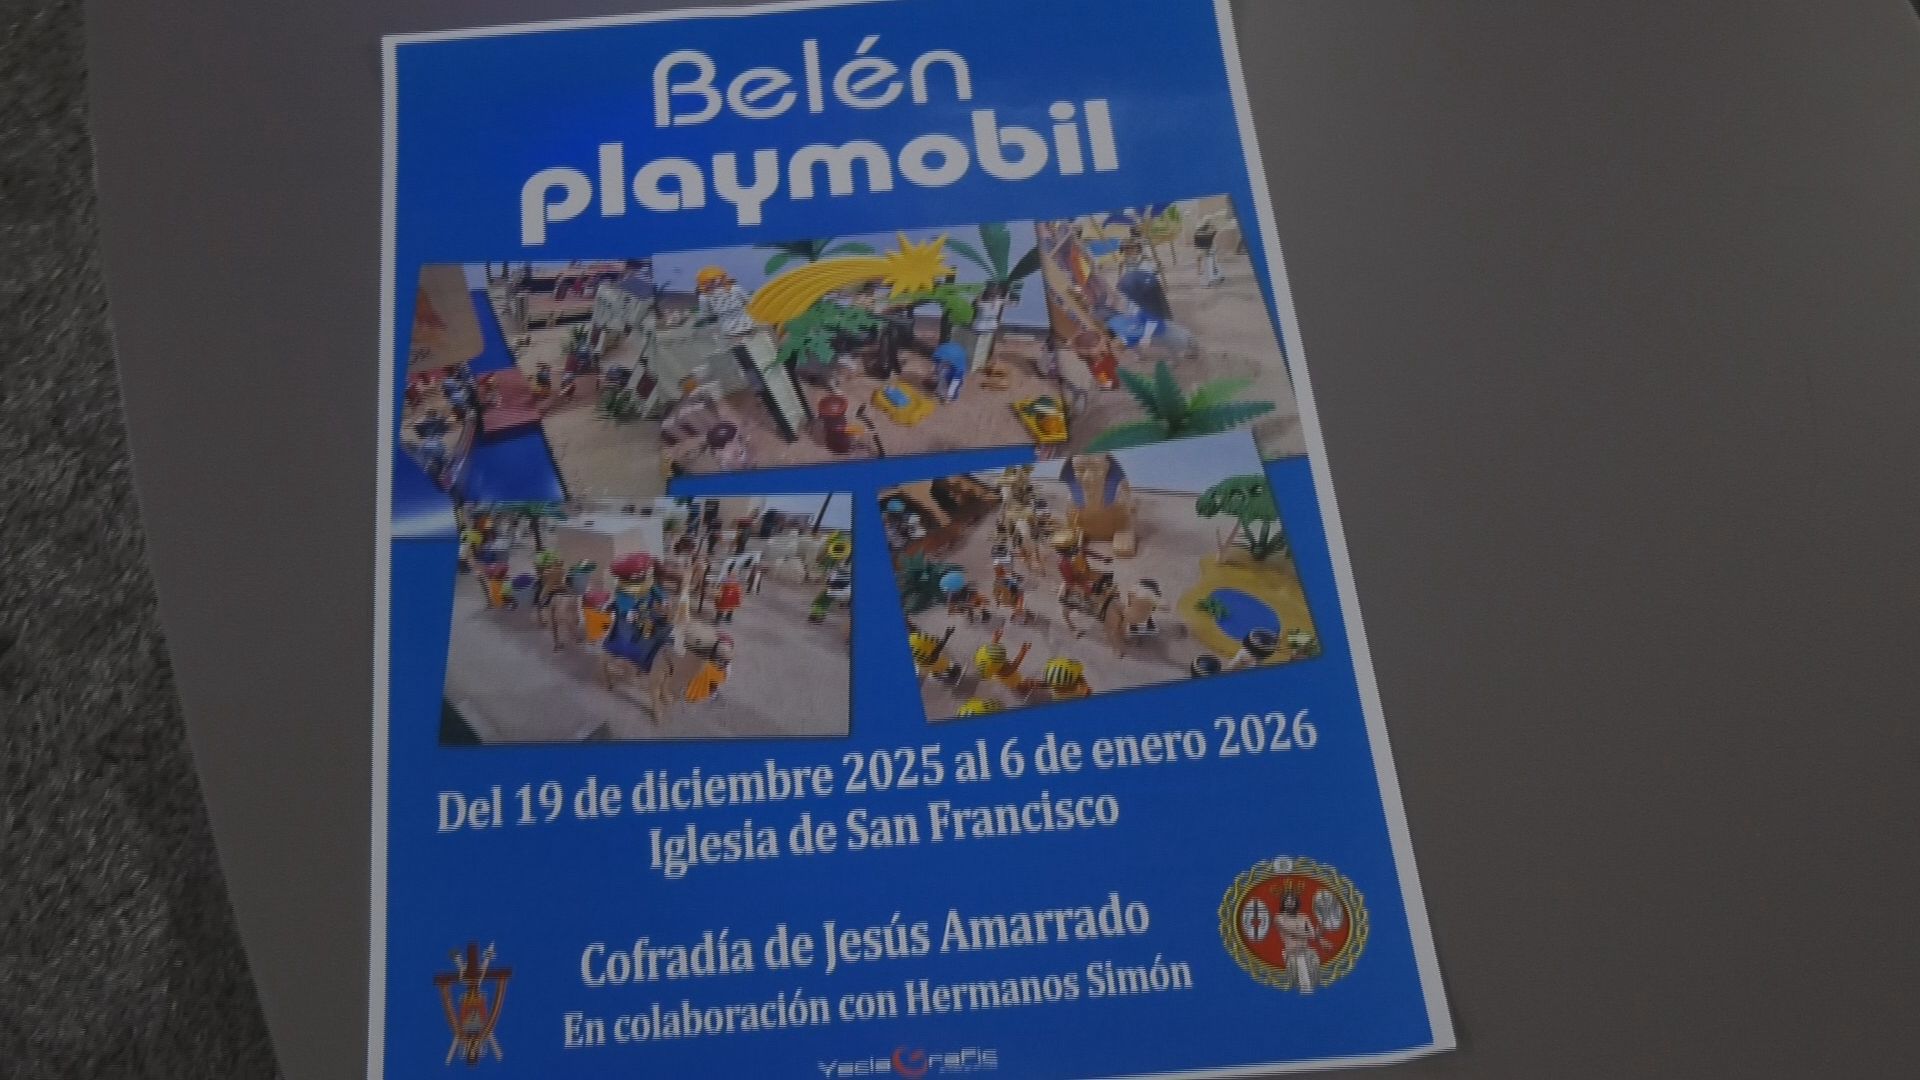 Belén
playmobil
Del 19 de diciembre 2025 al 6 de enero 2026
Iglesia de San Francisco
Cofradía de Jesús Amarrado
En colaboración con Hermanos Simón
YeclaGrafic